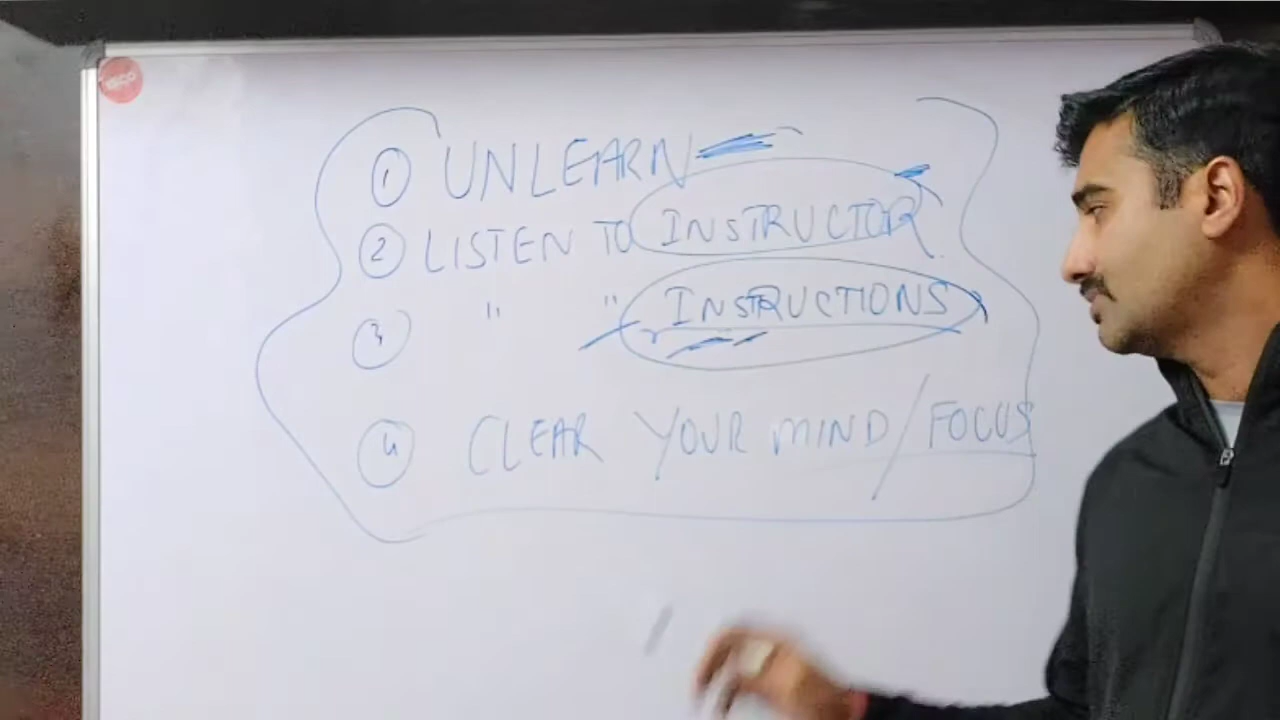 ① UNLEARN
② LISTEN TO INSTRUCTOR
③ " " INSTRUCTIONS
④ CLEAR YOUR MIND/FOCUS